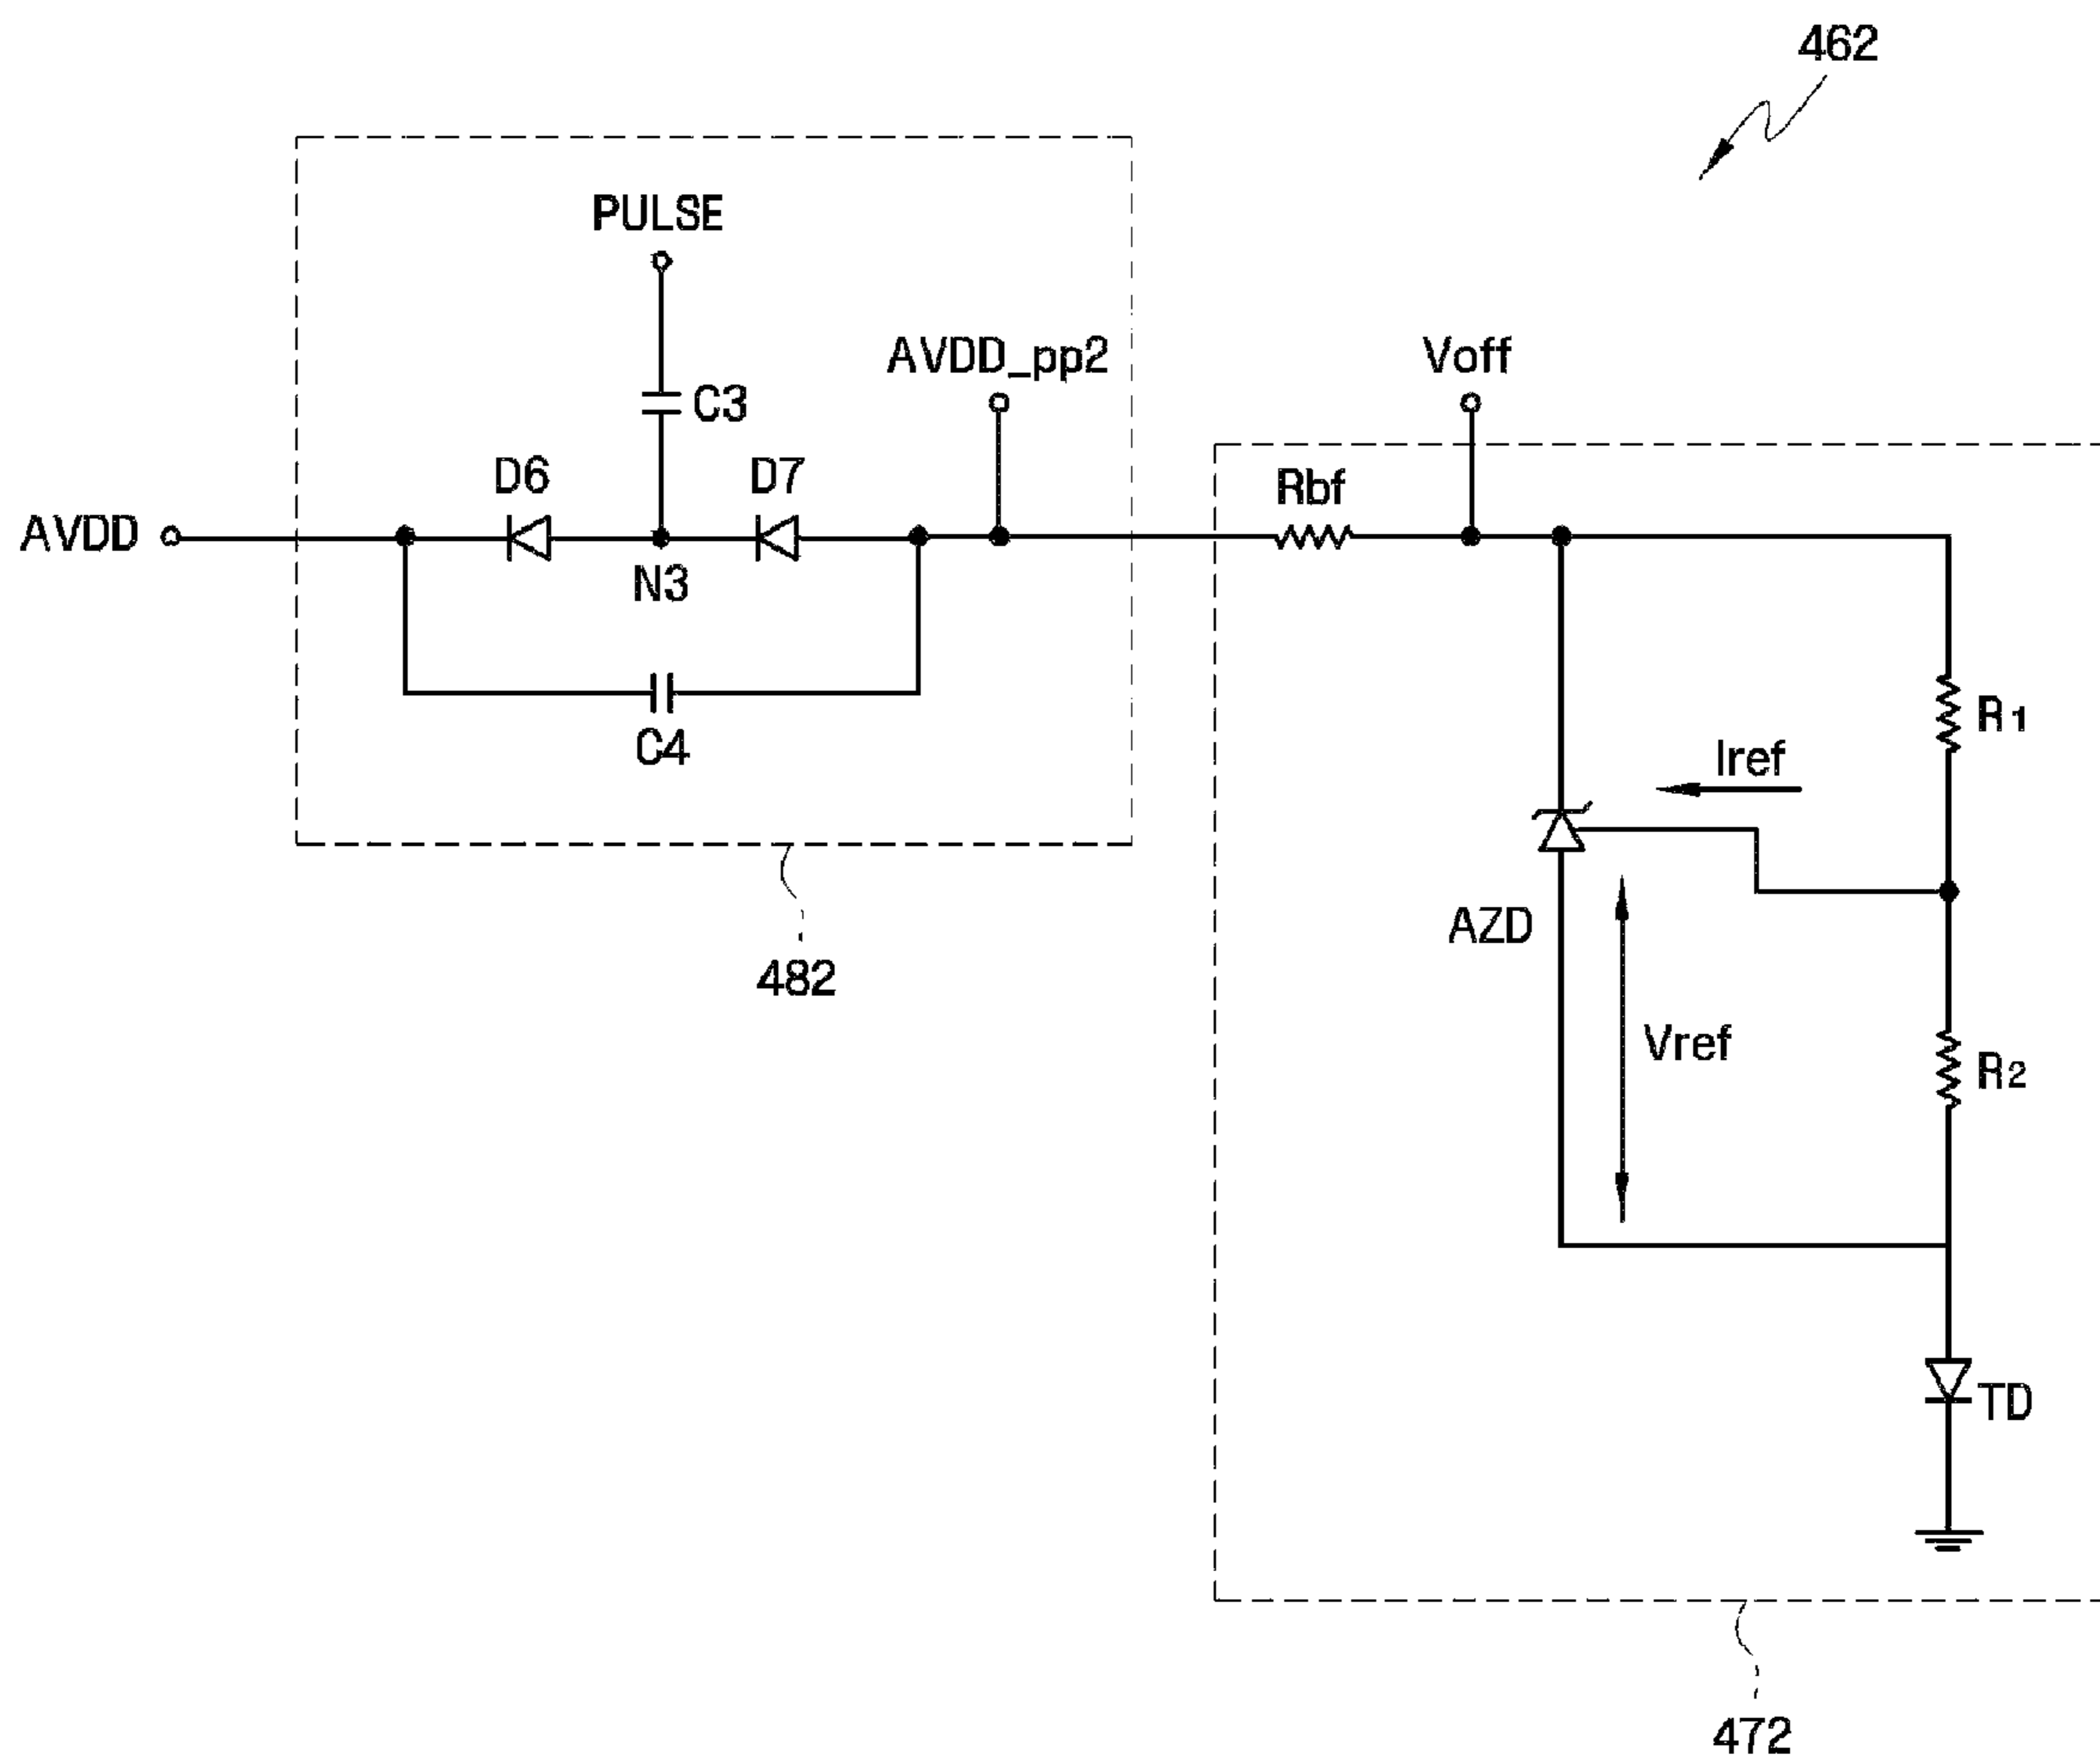 462
PULSE
C3
AVDD_pp2
Voff
D6
D7
Rbf
AVDD
N3
R1
C4
Iref
AZD
482
Vref
R2
TD
472